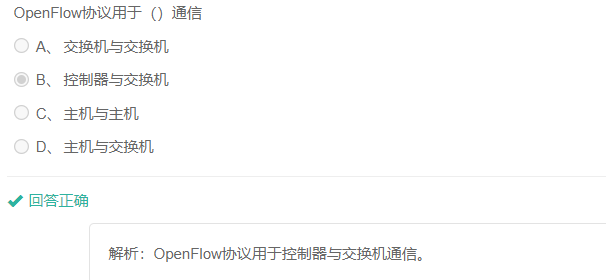 OpenFlow协议用于（）通信
A、 交换机与交换机
B、 控制器与交换机
C、 主机与主机
D、 主机与交换机
回答正确
解析：OpenFlow协议用于控制器与交换机通信。